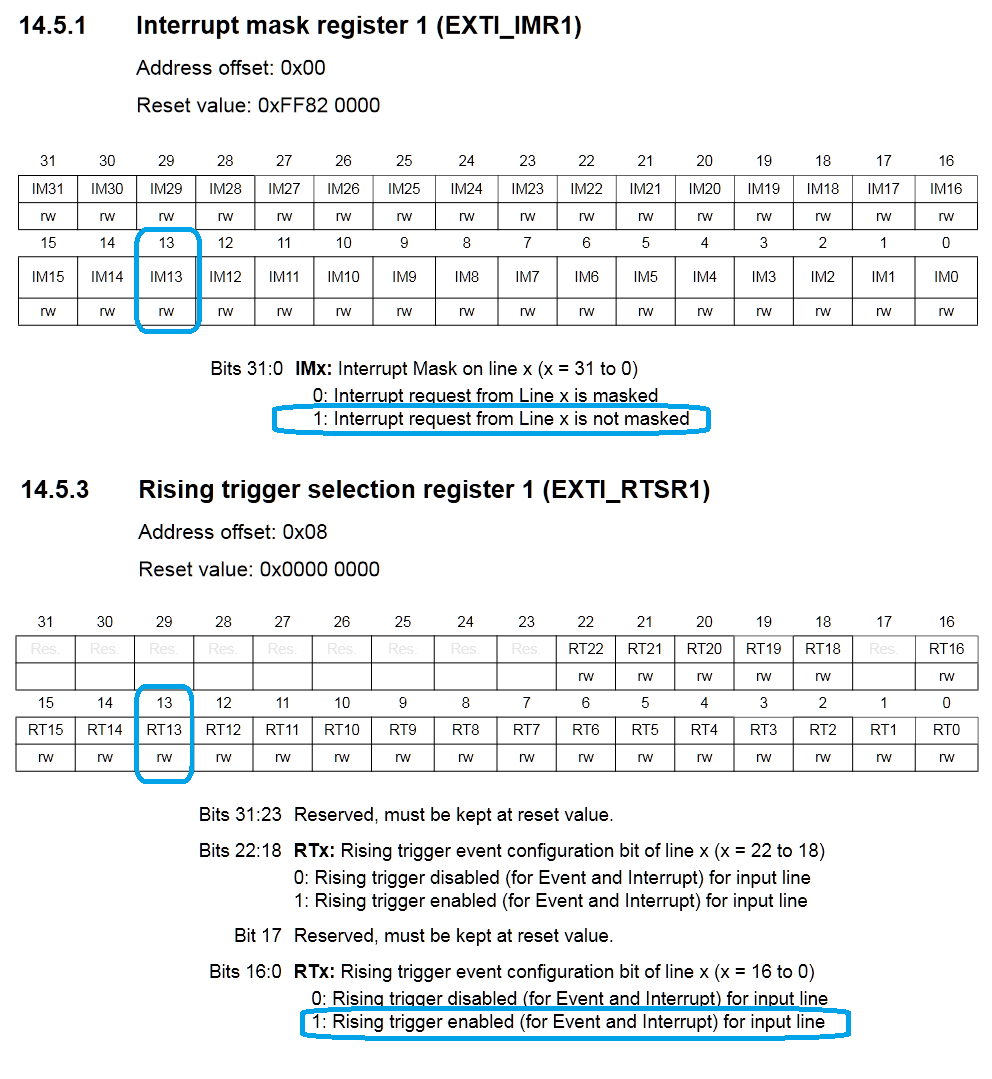 14.5.1 Interrupt mask register 1 (EXTI_IMR1)
Address offset: 0x00
Reset value: 0xFF82 0000
31 30 29 28 27 26 25 24 23 22 21 20 19 18 17 16
IM31 IM30 IM29 IM28 IM27 IM26 IM25 IM24 IM23 IM22 IM21 IM20 IM19 IM18 IM17 IM16
rw rw rw rw rw rw rw rw rw rw rw rw rw rw rw rw
15 14 13 12 11 10 9 8 7 6 5 4 3 2 1 0
IM15 IM14 IM13 IM12 IM11 IM10 IM9 IM8 IM7 IM6 IM5 IM4 IM3 IM2 IM1 IM0
rw rw rw rw rw rw rw rw rw rw rw rw rw rw rw rw
Bits 31:0 IMx: Interrupt Mask on line x (x = 31 to 0)
0: Interrupt request from Line x is masked
1: Interrupt request from Line x is not masked
14.5.3 Rising trigger selection register 1 (EXTI_RTSR1)
Address offset: 0x08
Reset value: 0x0000 0000
31 30 29 28 27 26 25 24 23 22 21 20 19 18 17 16
Res. Res. Res. Res. Res. Res. Res. Res. Res. RT22 RT21 RT20 RT19 RT18 Res. RT16
rw rw rw rw rw rw
15 14 13 12 11 10 9 8 7 6 5 4 3 2 1 0
RT15 RT14 RT13 RT12 RT11 RT10 RT9 RT8 RT7 RT6 RT5 RT4 RT3 RT2 RT1 RT0
rw rw rw rw rw rw rw rw rw rw rw rw rw rw rw rw
Bits 31:23 Reserved, must be kept at reset value.
Bits 22:18 RTx: Rising trigger event configuration bit of line x (x = 22 to 18)
0: Rising trigger disabled (for Event and Interrupt) for input line
1: Rising trigger enabled (for Event and Interrupt) for input line
Bit 17 Reserved, must be kept at reset value.
Bits 16:0 RTx: Rising trigger event configuration bit of line x (x = 16 to 0)
0: Rising trigger disabled (for Event and Interrupt) for input line
1: Rising trigger enabled (for Event and Interrupt) for input line